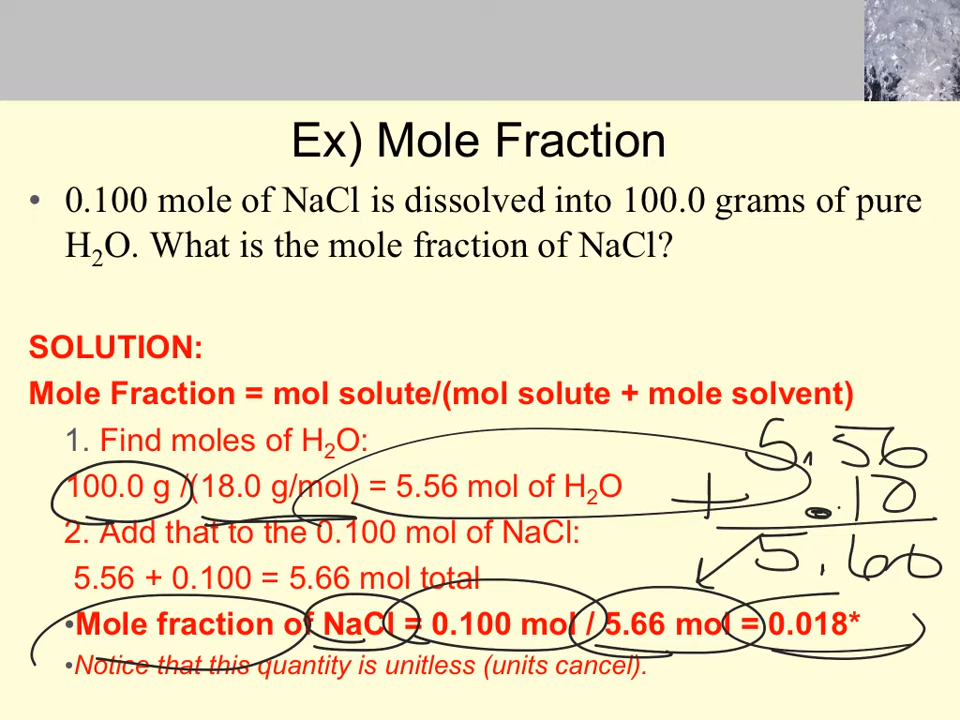 Ex) Mole Fraction
• 0.100 mole of NaCl is dissolved into 100.0 grams of pure
H₂O. What is the mole fraction of NaCl?
SOLUTION:
Mole Fraction = mol solute/(mol solute + mole solvent)
1. Find moles of H₂O:
100.0 g /(18.0 g/mol) = 5.56 mol of H₂O
2. Add that to the 0.100 mol of NaCl:
5.56 + 0.100 = 5.66 mol total
•Mole fraction of NaCl = 0.100 mol / 5.66 mol = 0.018*
•Notice that this quantity is unitless (units cancel).
5.56
+ .10
5.66